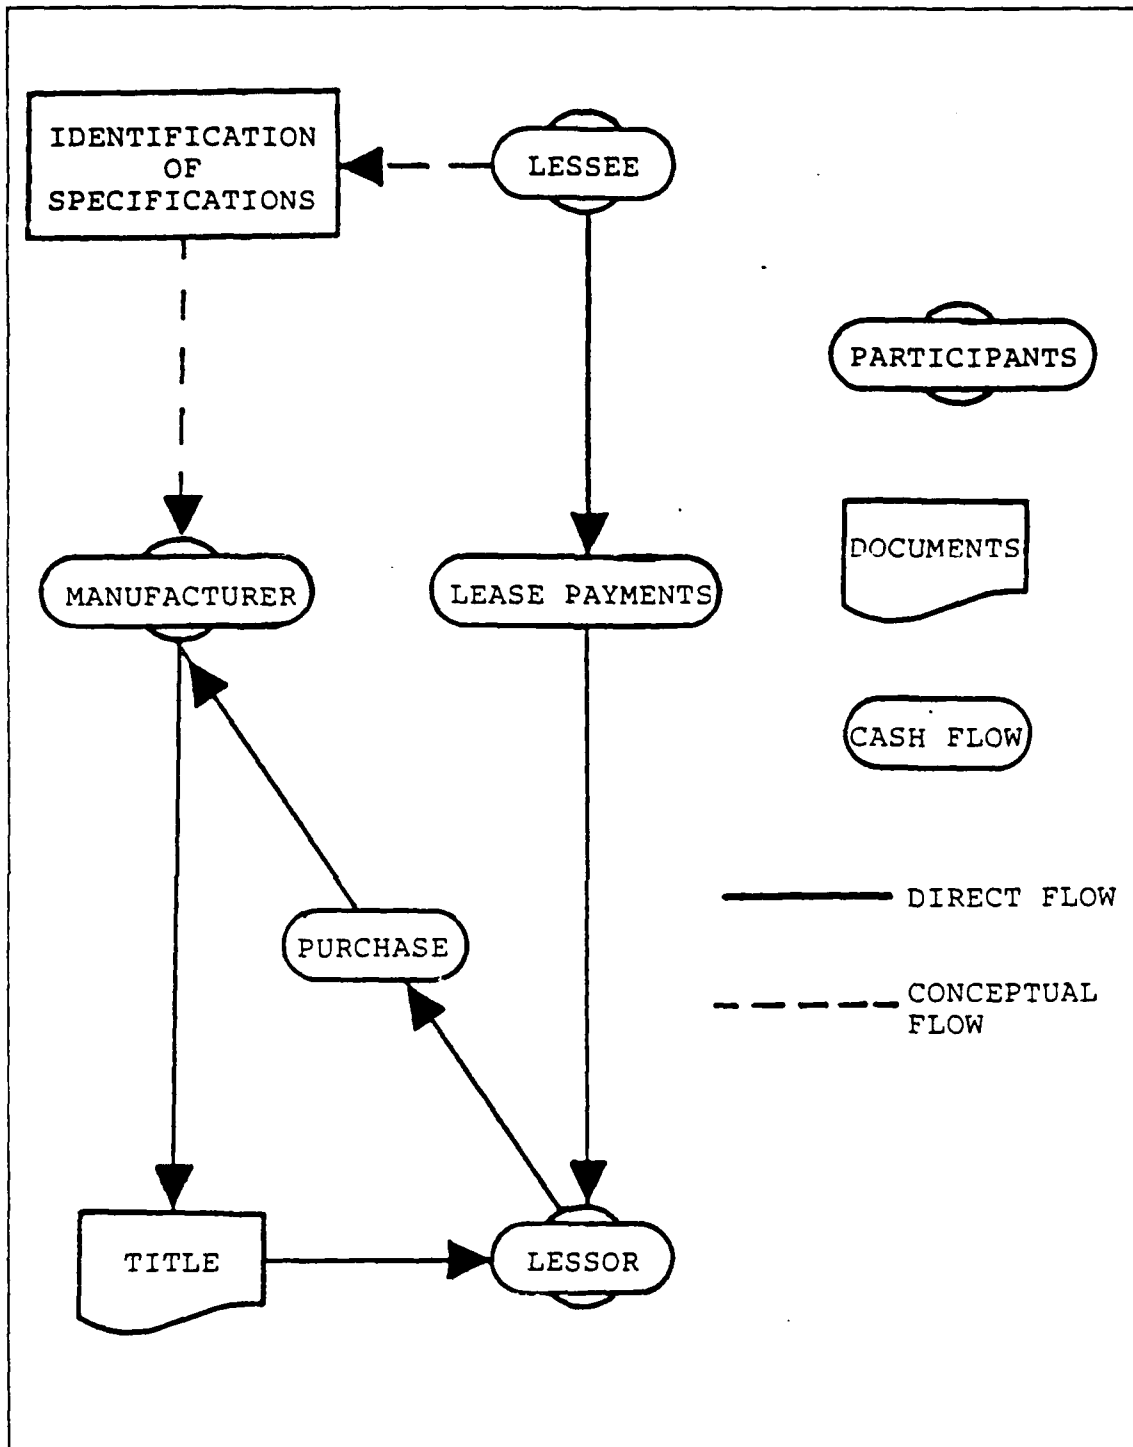 IDENTIFICATION
OF
SPECIFICATIONS
LESSEE
PARTICIPANTS
DOCUMENTS
MANUFACTURER
LEASE PAYMENTS
CASH FLOW
DIRECT FLOW
PURCHASE
CONCEPTUAL
FLOW
TITLE
LESSOR